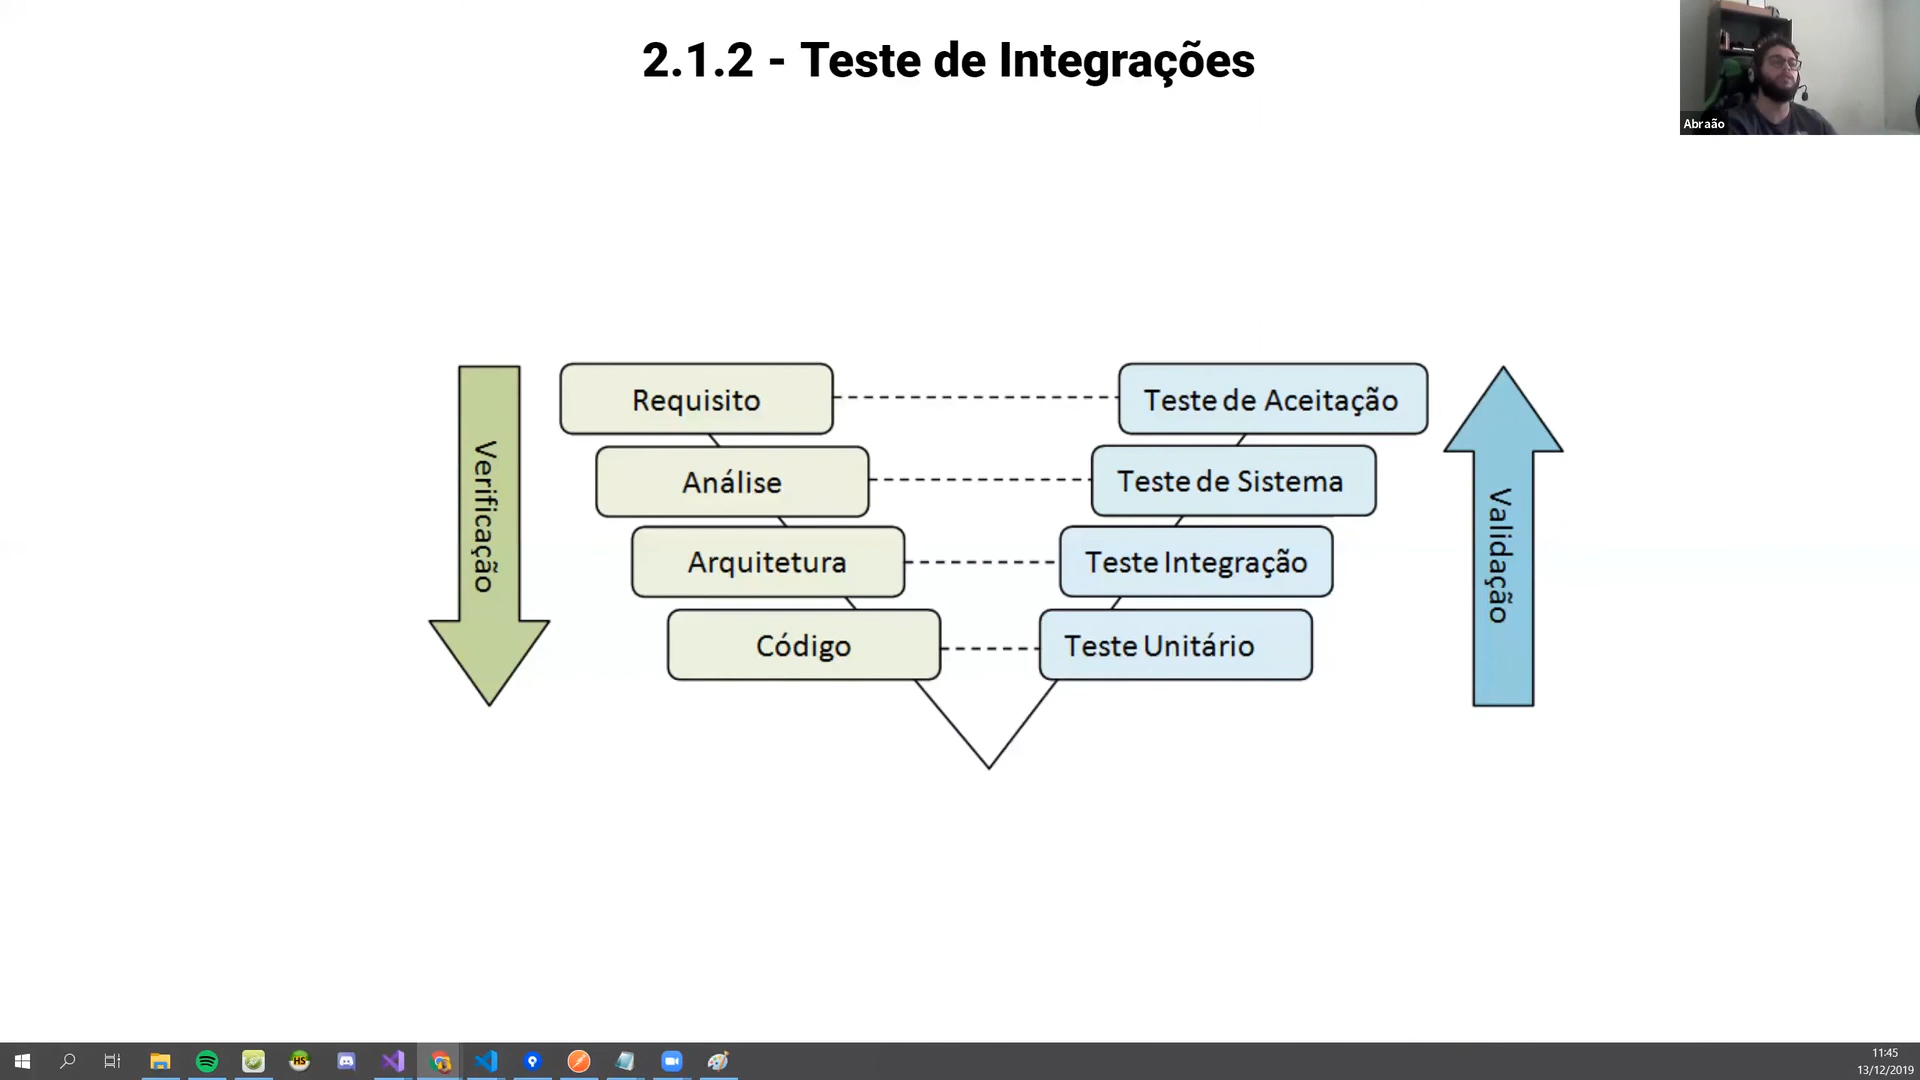 2.1.2 - Teste de Integrações
Abraão
Verificação
Requisito
Teste de Aceitação
Análise
Teste de Sistema
Arquitetura
Teste Integração
Código
Teste Unitário
Validação
HS
11:45
13/12/2019